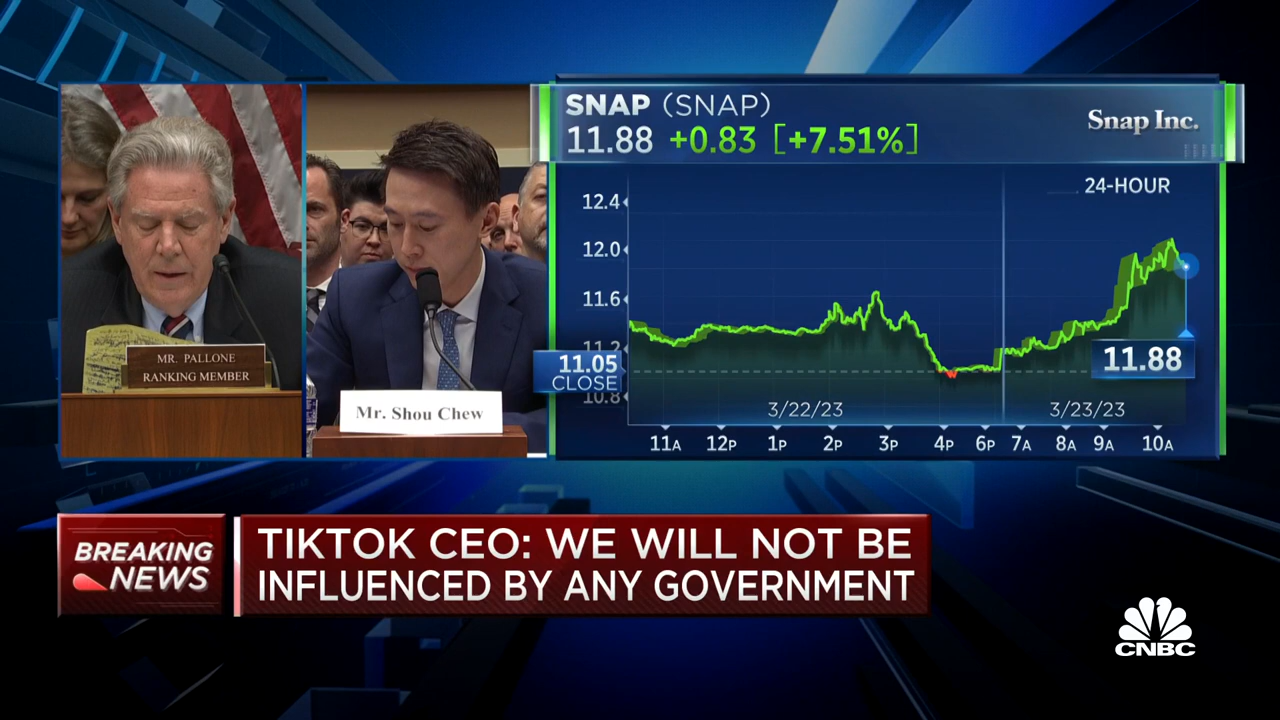 SNAP (SNAP)
11.88 +0.83 [+7.51%]
Snap Inc.
24-HOUR
12.4
12.0
11.6
11.2
10.8
11.05
CLOSE
11.88
3/22/23
3/23/23
11A 12P 1P 2P 3P 4P 6P 7A 8A 9A 10A
MR. PALLONE
RANKING MEMBER
Mr. Shou Chew
BREAKING
NEWS
TIKTOK CEO: WE WILL NOT BE
INFLUENCED BY ANY GOVERNMENT
CNBC